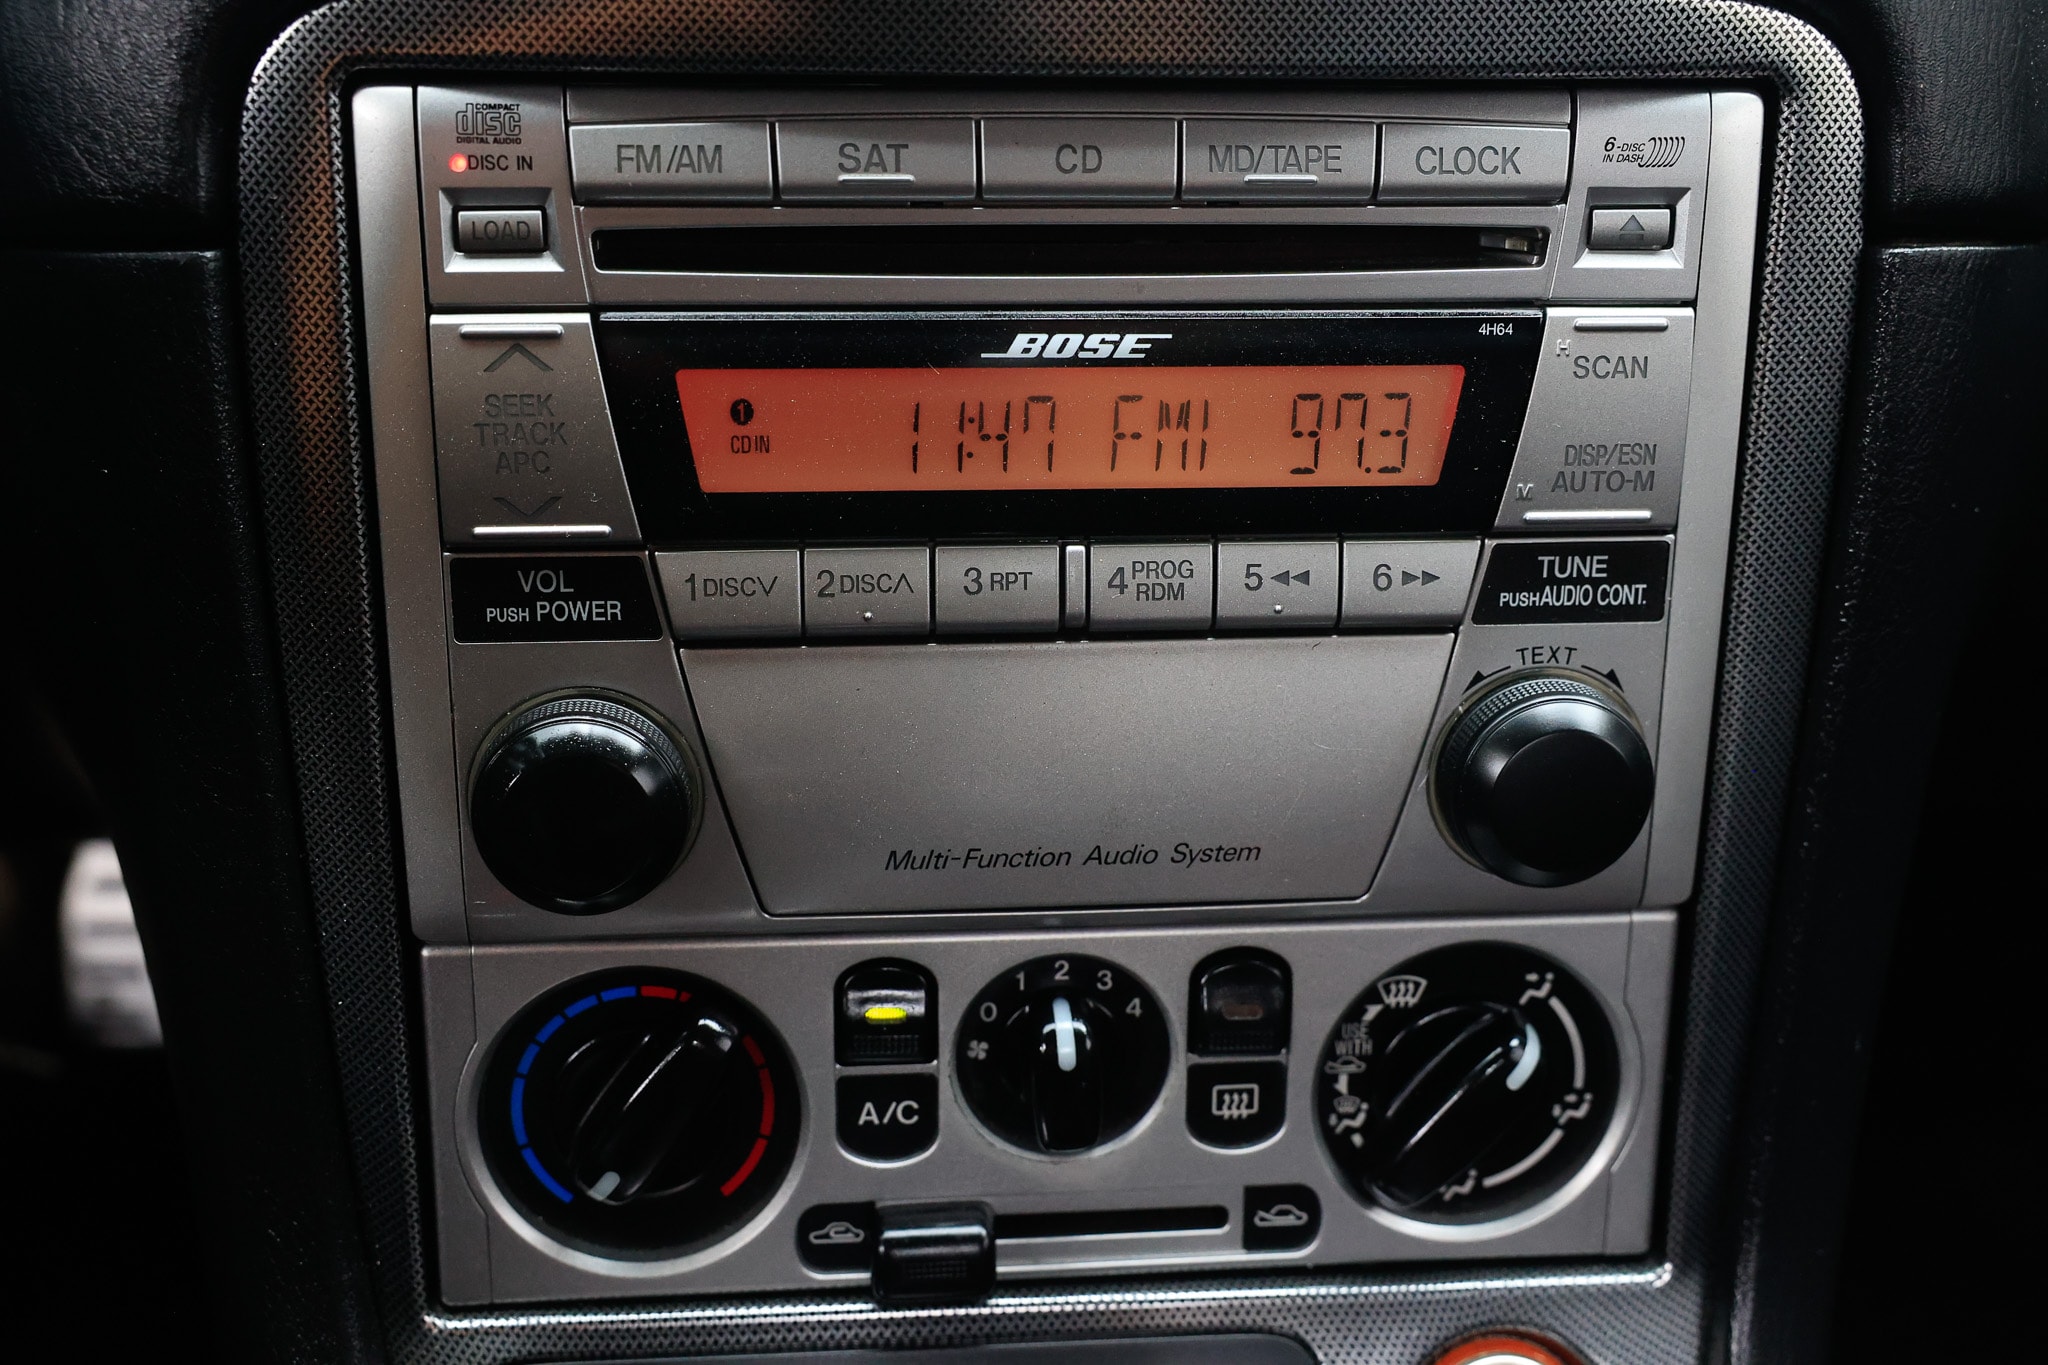 COMPACT
disc
DIGITAL AUDIO
DISC IN
LOAD
FM/AM
SAT
CD
MD/TAPE
CLOCK
6-DISC
IN DASH
BOSE
4H64
1
CD IN
11:47 FM1 97.3
SEEK
TRACK
APC
H
SCAN
DISP/ESN
AUTO-M
M
VOL
PUSH POWER
1 DISC
2 DISC
3 RPT
4 PROG
RDM
5
6
TUNE
PUSH AUDIO CONT.
TEXT
Multi-Function Audio System
A/C
0 1 2 3 4
USE
WITH